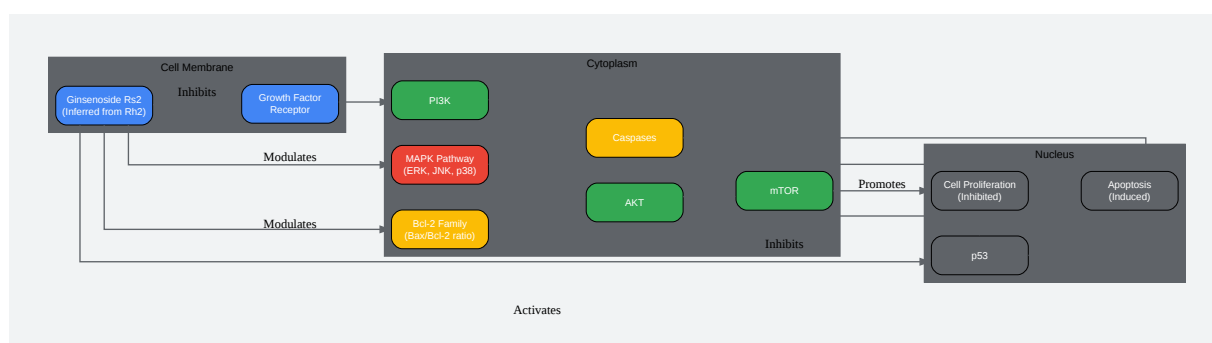 Cell Membrane
Ginsenoside Rs2
(Inferred from Rh2)
Inhibits
Growth Factor
Receptor
Modulates
Modulates
Cytoplasm
PI3K
MAPK Pathway
(ERK, JNK, p38)
Bcl-2 Family
(Bax/Bcl-2 ratio)
Caspases
AKT
mTOR
Inhibits
Promotes
Nucleus
Cell Proliferation
(Inhibited)
Apoptosis
(Induced)
p53
Activates